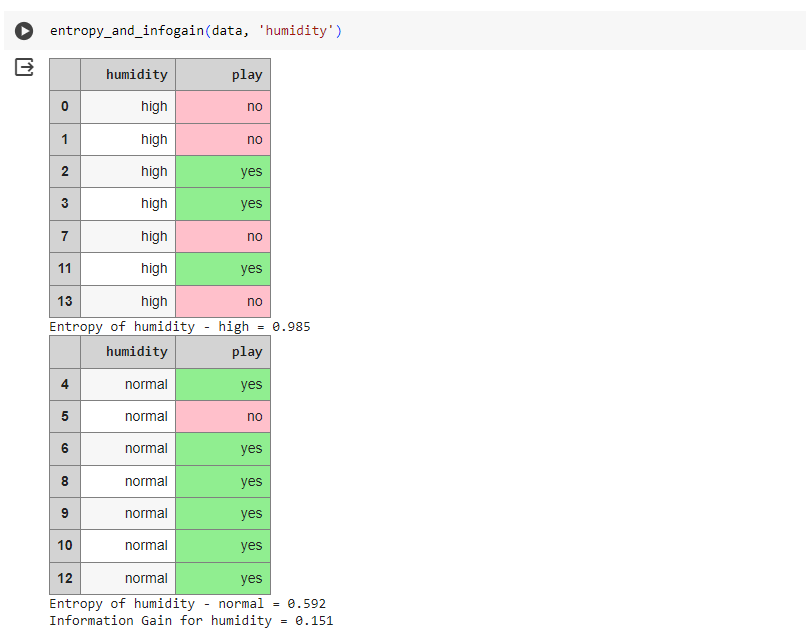 entropy_and_infogain(data, 'humidity')
humidity play
0 high no
1 high no
2 high yes
3 high yes
7 high no
11 high yes
13 high no
Entropy of humidity - high = 0.985
humidity play
4 normal yes
5 normal no
6 normal yes
8 normal yes
9 normal yes
10 normal yes
12 normal yes
Entropy of humidity - normal = 0.592
Information Gain for humidity = 0.151